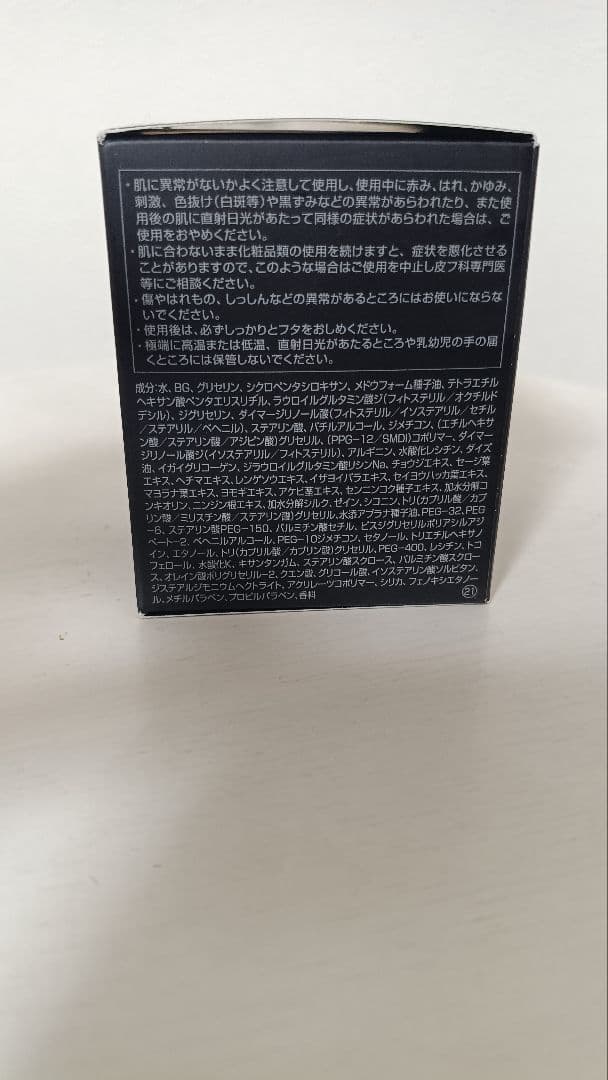 ・肌に異常がないかよく注意して使用し、使用中に赤み、はれ、かゆみ、
刺激、色抜け(白斑等)や黒ずみなどの異常があらわれたり、また使
用後の肌に直射日光があたって同様の症状があらわれた場合は、ご
使用をおやめください。
・肌に合わないまま化粧品類の使用を続けますと、症状を悪化させる
ことがありますので、このような場合はご使用を中止し皮フ科専門医
等にご相談ください。
・傷やはれもの、しっしんなどの異常があるところにはお使いにならな
いでください。
・使用後は、必ずしっかりとフタをおしめください。
・極端に高温または低温、直射日光があたるところや乳幼児の手の届
くところには保管しないでください。
成分:水、BG、グリセリン、シクロペンタシロキサン、メドウフォーム種子油、テトラエチル
ヘキサン酸ペンタエリスリチル、ラウロイルグルタミン酸ジ(フィトステリル/オクチルド
デシル)、ジグリセリン、ダイマージリノール酸(フィトステリル/イソステアリル/セチル
/ステアリル/ベヘニル)、ステアリン酸、バチルアルコール、ジメチコン、(エチルヘキサ
ン酸/ステアリン酸/アジピン酸)グリセリル、(PPG-12/SMDI)コポリマー、ダイマー
ジリノール酸ジ(イソステアリル/フィトステリル)、アルギニン、水酸化レシチン、ダイズ
油、イガイグリコーゲン、ジラウロイルグルタミン酸リシンNa、チョウジエキス、セージ葉
エキス、ヘチマエキス、レンゲソウエキス、イザヨイバラエキス、セイヨウハッカ葉エキス、
マヨラナ葉エキス、ヨモギエキス、アケビ茎エキス、センニンコク種子エキス、加水分解コ
ンキオリン、ニンジン根エキス、加水分解シルク、ゼイン、シコニン、トリ(カプリル酸/カプ
リン酸/ミリスチン酸/ステアリン酸)グリセリル、水添アブラナ種子油、PEG-32、PEG
-6、ステアリン酸PEG-150、パルミチン酸セチル、ビスジグリセリルポリアシルアジ
ペート-2、ベヘニルアルコール、PEG-10ジメチコン、セタノール、トリエチルヘキサノ
イン、エタノール、トリ(カプリル酸/カプリン酸)グリセリル、PEG-400、レシチン、トコ
フェロール、水酸化K、キサンタンガム、ステアリン酸スクロース、パルミチン酸スクロー
ス、オレイン酸ポリグリセリル-2、クエン酸、グリコール酸、イソステアリン酸ソルビタン、
ジステアルジモニウムヘクトライト、アクリレーツコポリマー、シリカ、フェノキシエタノー
ル、メチルパラベン、プロピルパラベン、香料
㉑